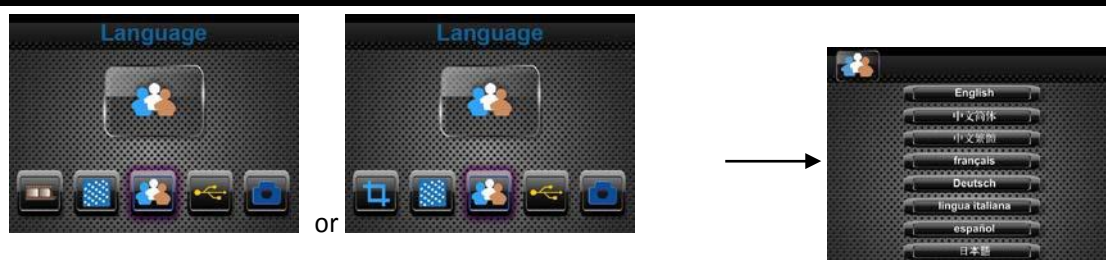 Language
or
Language
English
中文简体
中文繁體
français
Deutsch
lingua italiana
español
日本語